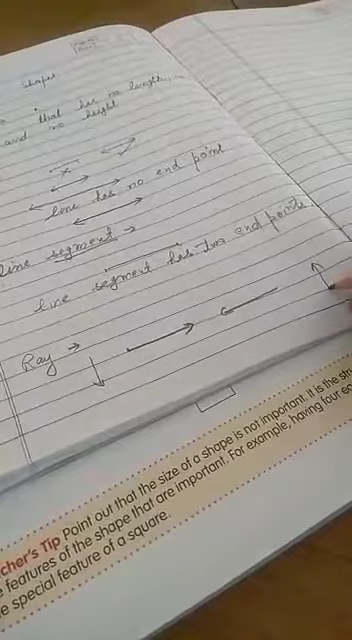 Shapes
that has no length,
and no height
line has no end point
line segment →
line segment has two end points
Ray →
cher's Tip Point out that the size of a shape is not important. It is the stru
e features of the shape that are important. For example, having four eq
e special feature of a square.